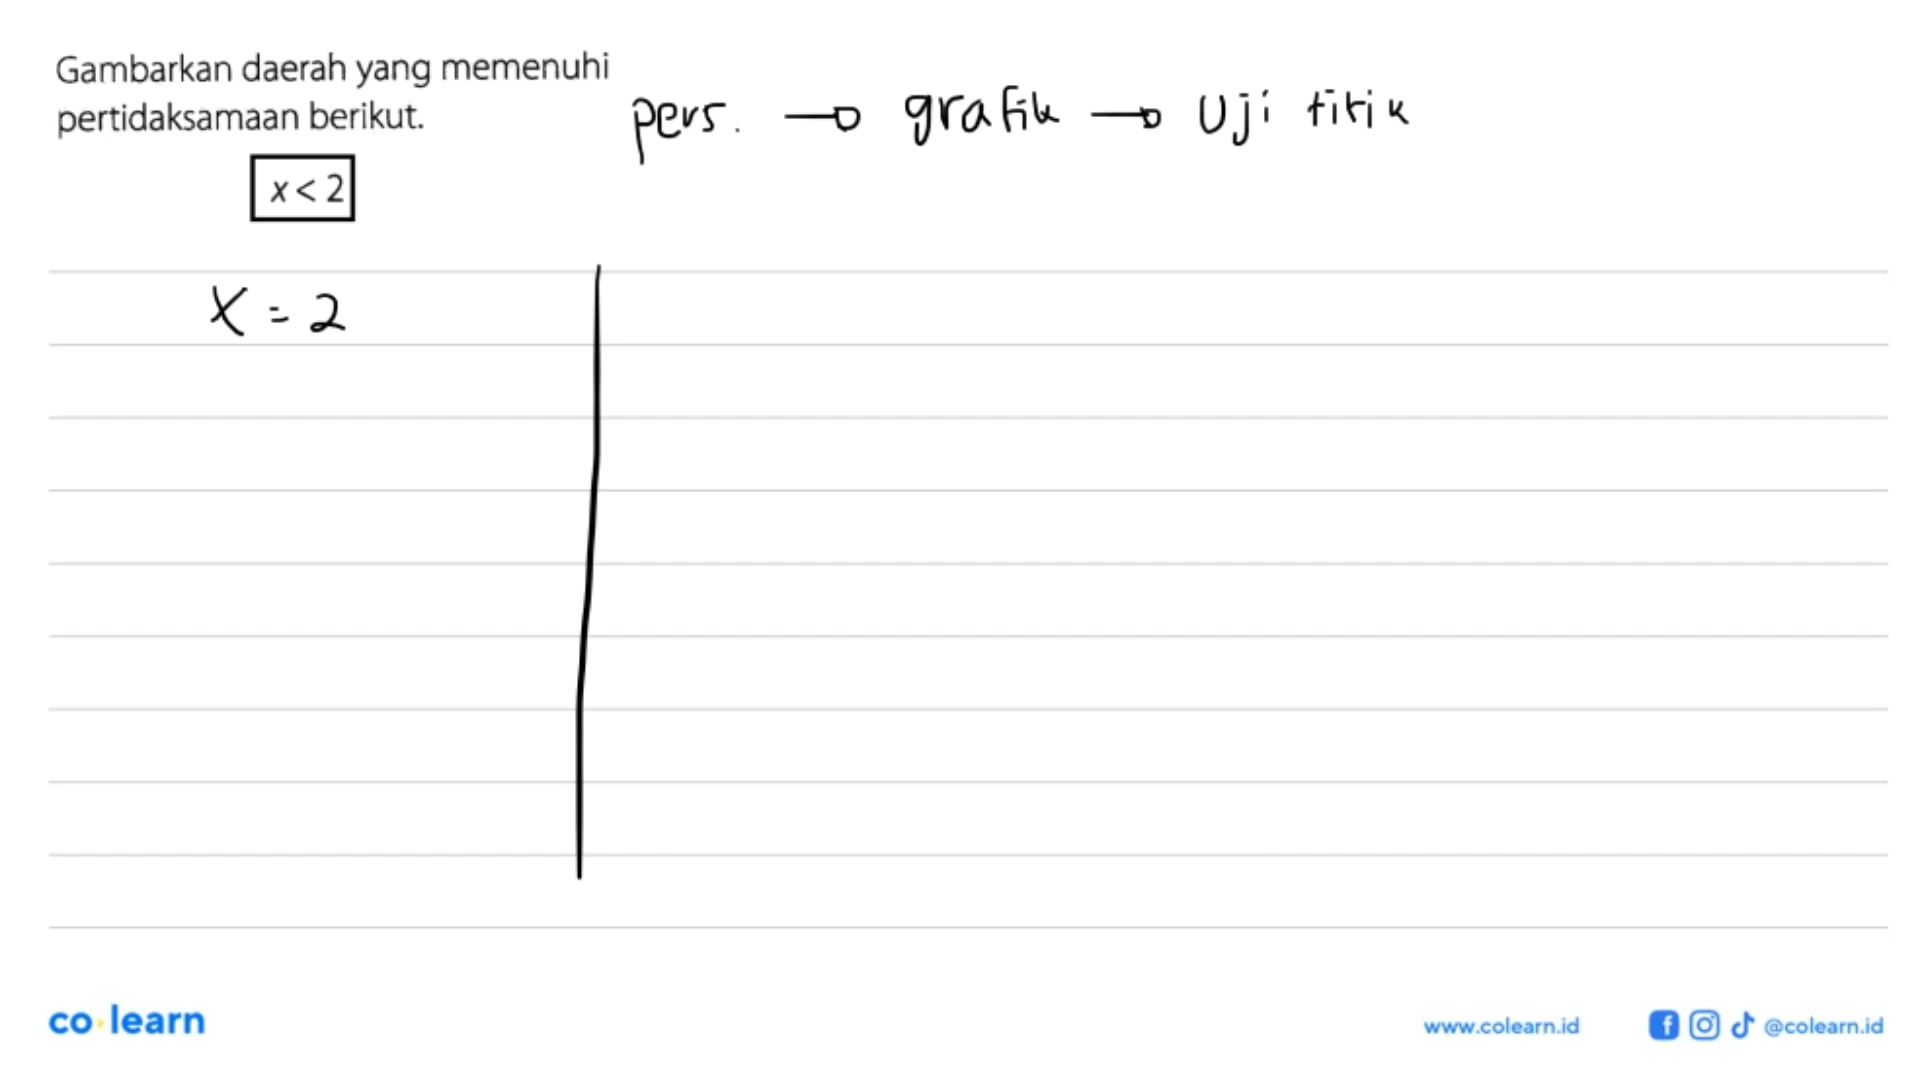 Gambarkan daerah yang memenuhi
pertidaksamaan berikut.
x < 2
pers. → grafik → Uji titik
x = 2
co learn
www.colearn.id
@colearn.id